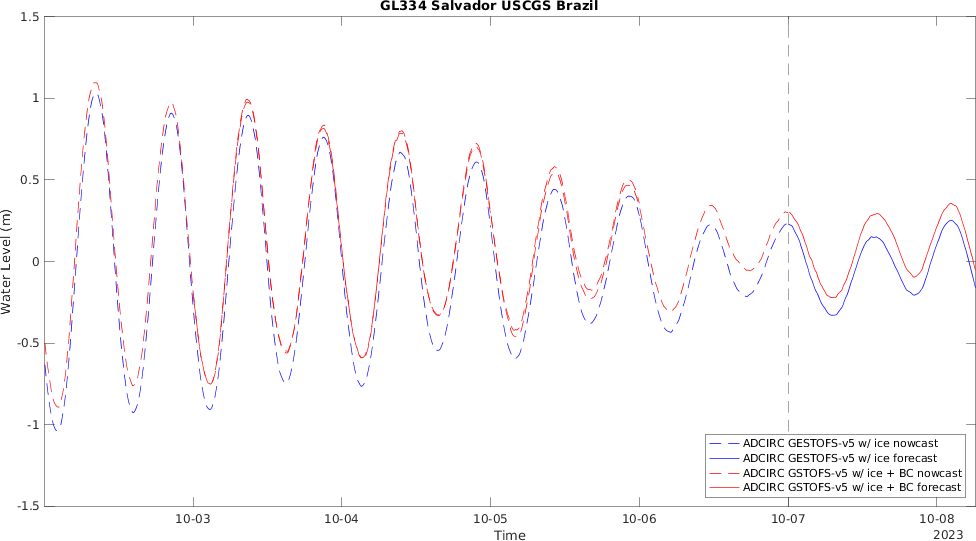 GL334 Salvador USCGS Brazil
1.5
1
0.5
0
-0.5
-1
-1.5
Water Level (m)
10-03
10-04
10-05
10-06
10-07
10-08
Time
2023
ADCIRC GESTOFS-v5 w/ ice nowcast
ADCIRC GESTOFS-v5 w/ ice forecast
ADCIRC GSTOFS-v5 w/ ice + BC nowcast
ADCIRC GSTOFS-v5 w/ ice + BC forecast